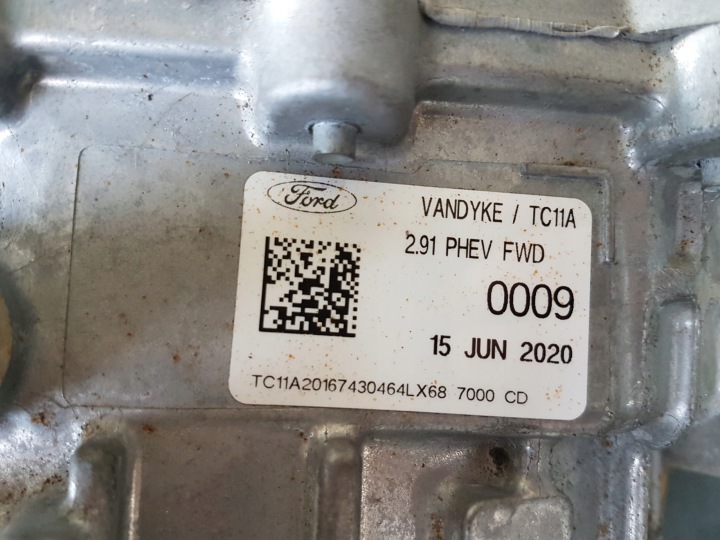 Ford
VANDYKE / TC11A
2.91 PHEV FWD
0009
15 JUN 2020
TC11A20167430464LX68 7000 CD